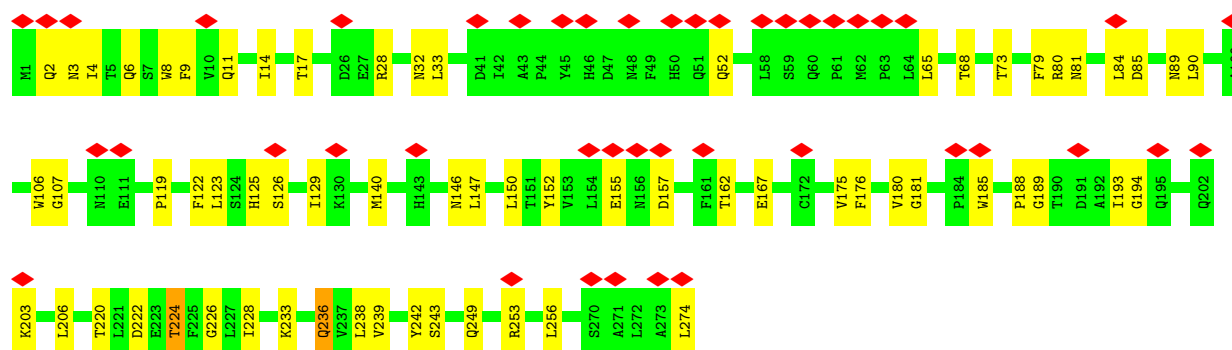 M1 Q2 N3 I4 T5 Q6 S7 W8 F9 V10 Q11 I14 T17 D26 E27 R28 N32 L33 D41 I42 A43 P44 Y45 H46 D47 N48 F49 H50 Q51 Q52 L58 S59 Q60 P61 M62 P63 L64 L65 T68 T73 F79 R80 N81 L84 D85 N89 L90
W106 G107 N110 E111 P119 F122 L123 S124 H125 S126 I129 K130 M140 H143 N146 L147 L150 T151 Y152 V153 L154 E155 N156 D157 F161 T162 E167 C172 V175 F176 V180 G181 P184 W185 P188 G189 T190 D191 A192 I193 G194 Q195 Q202
K203 L206 T220 L221 D222 E223 T224 F225 G226 L227 I228 K233 Q236 V237 L238 V239 Y242 S243 Q249 R253 L256 S270 A271 L272 A273 L274